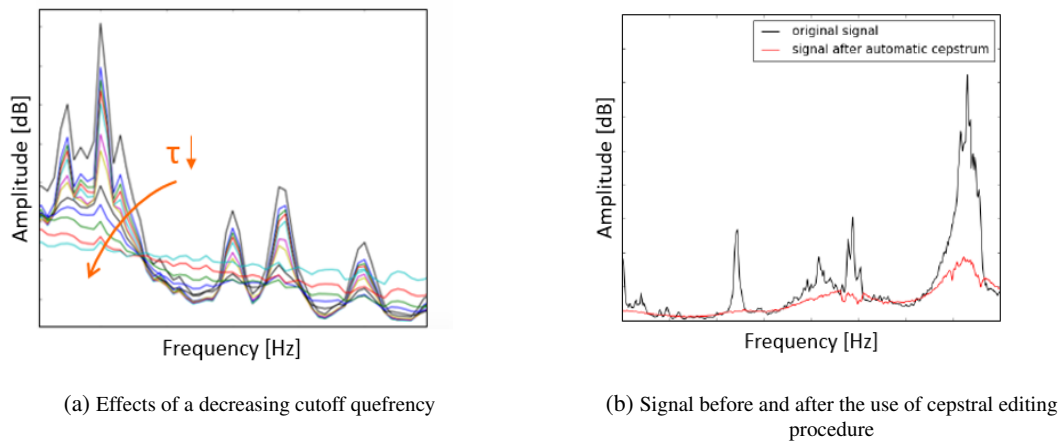 Amplitude [dB]
τ ↓
Frequency [Hz]
(a) Effects of a decreasing cutoff quefrency
original signal
signal after automatic cepstrum
Amplitude [dB]
Frequency [Hz]
(b) Signal before and after the use of cepstral editing
procedure